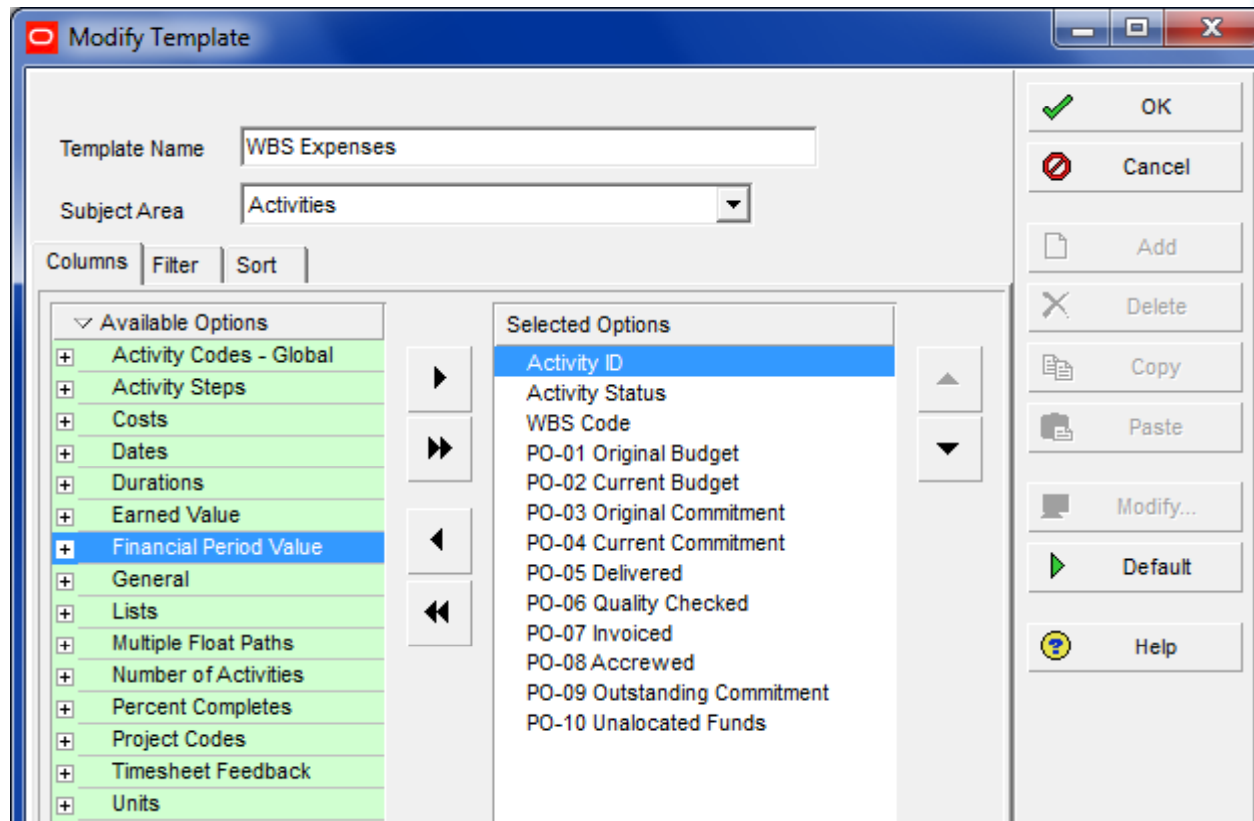 Modify Template
Template Name WBS Expenses
Subject Area Activities
Columns Filter Sort
Available Options
Activity Codes - Global
Activity Steps
Costs
Dates
Durations
Earned Value
Financial Period Value
General
Lists
Multiple Float Paths
Number of Activities
Percent Completes
Project Codes
Timesheet Feedback
Units
Selected Options
Activity ID
Activity Status
WBS Code
PO-01 Original Budget
PO-02 Current Budget
PO-03 Original Commitment
PO-04 Current Commitment
PO-05 Delivered
PO-06 Quality Checked
PO-07 Invoiced
PO-08 Accrewed
PO-09 Outstanding Commitment
PO-10 Unalocated Funds
OK
Cancel
Add
Delete
Copy
Paste
Modify...
Default
Help